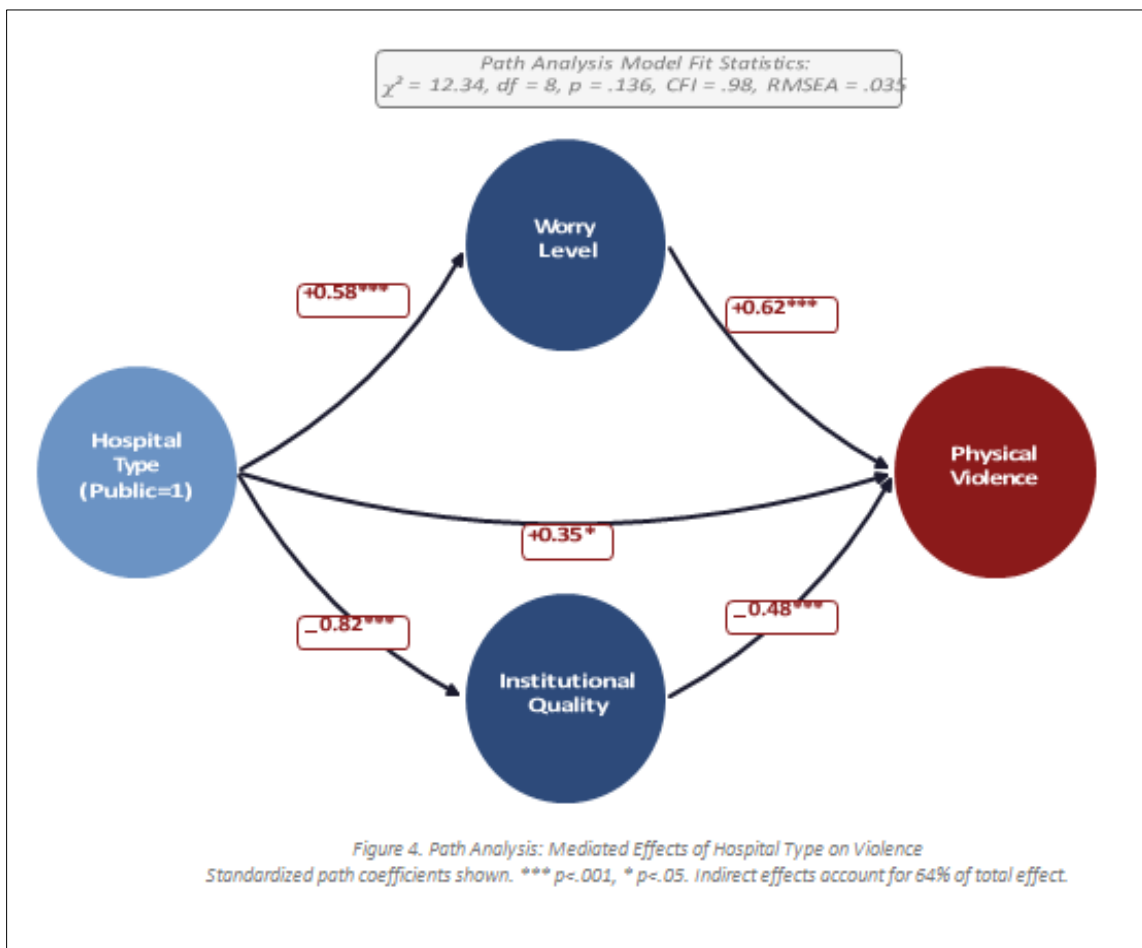 Path Analysis Model Fit Statistics:
χ² = 12.34, df = 8, p = .136, CFI = .98, RMSEA = .035
Worry
Level
+0.58***
+0.62***
Hospital
Type
(Public=1)
Physical
Violence
+0.35*
_0.82***
_0.48***
Institutional
Quality
Figure 4. Path Analysis: Mediated Effects of Hospital Type on Violence
Standardized path coefficients shown. *** p<.001, * p<.05. Indirect effects account for 64% of total effect.